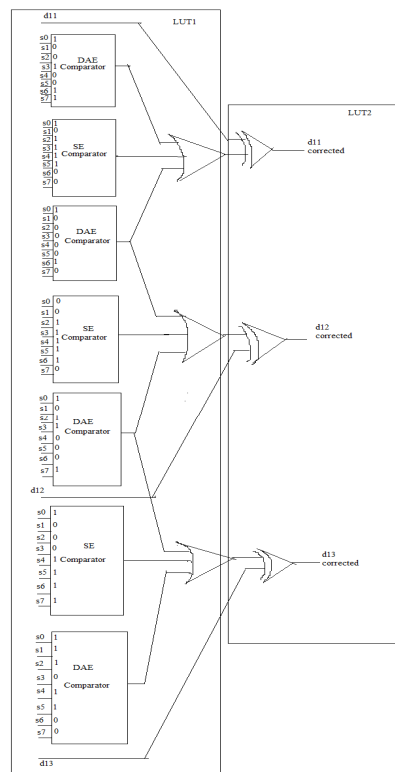 d11
LUT1
s0 1
s1 0
s2 0
s3 1
s4 0
s5 0
s6 1
s7 1
DAE
Comparator
LUT2
d11
corrected
s0 1
s1 0
s2 1
s3 1
s4 1
s5 1
s6 0
s7 0
SE
Comparator
s0 1
s1 0
s2 0
s3 0
s4 0
s5 0
s6 1
s7 0
DAE
Comparator
s0 0
s1 0
s2 1
s3 1
s4 1
s5 1
s6 1
s7 0
SE
Comparator
d12
corrected
s0 1
s1 0
s2 1
s3 1
s4 0
s5 0
s6 0
s7 1
DAE
Comparator
d12
s0 1
s1 0
s2 0
s3 0
s4 1
s5 1
s6 1
s7 1
SE
Comparator
d13
corrected
s0 1
s1 1
s2 1
s3 0
s4 1
s5 1
s6 0
s7 0
DAE
Comparator
d13